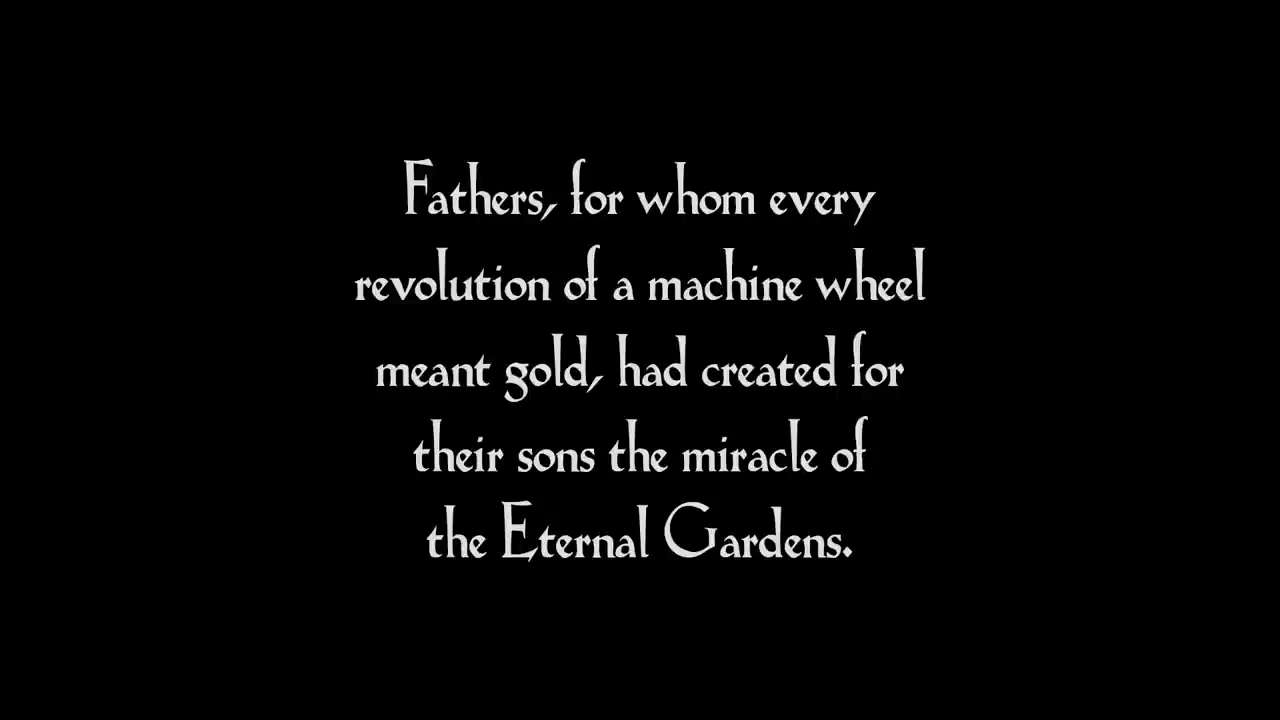 Fathers, for whom every
revolution of a machine wheel
meant gold, had created for
their sons the miracle of
the Eternal Gardens.